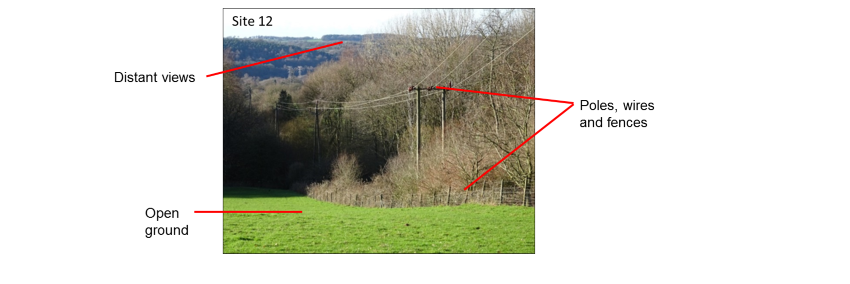 Site 12
Distant views
Poles, wires
and fences
Open
ground